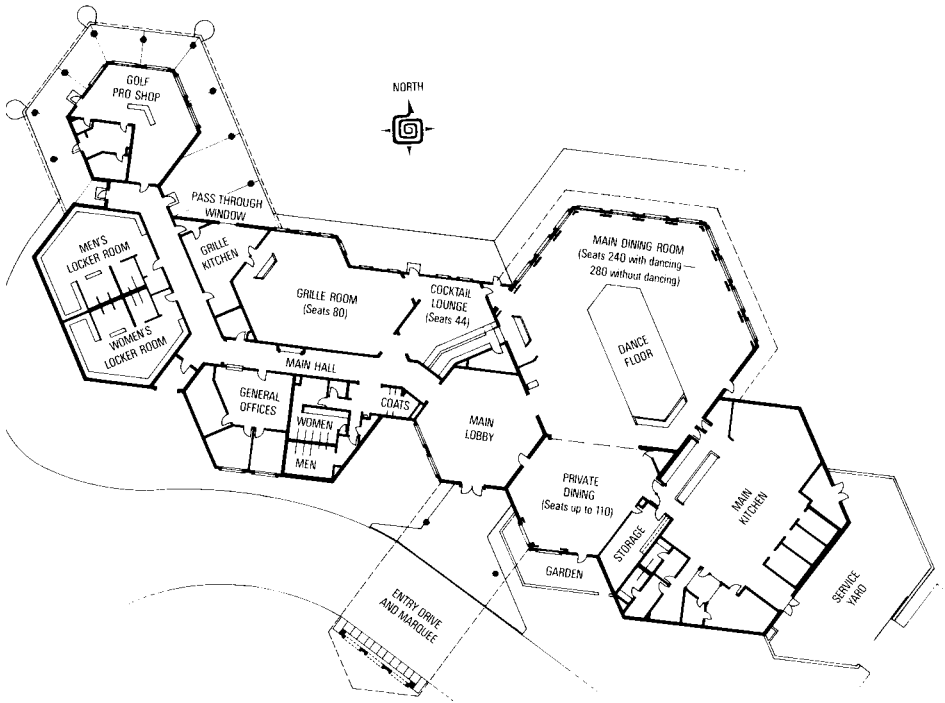 GOLF
PRO SHOP
NORTH
PASS THROUGH
WINDOW
MEN'S
LOCKER ROOM
GRILLE
KITCHEN
MAIN DINING ROOM
(Seats 240 with dancing —
280 without dancing)
GRILLE ROOM
(Seats 80)
COCKTAIL
LOUNGE
(Seats 44)
WOMEN'S
LOCKER ROOM
DANCE
FLOOR
MAIN HALL
GENERAL
OFFICES
COATS
WOMEN
MEN
MAIN
LOBBY
PRIVATE
DINING
(Seats up to 110)
MAIN
KITCHEN
STORAGE
GARDEN
ENTRY DRIVE
AND MARQUEE
SERVICE
YARD